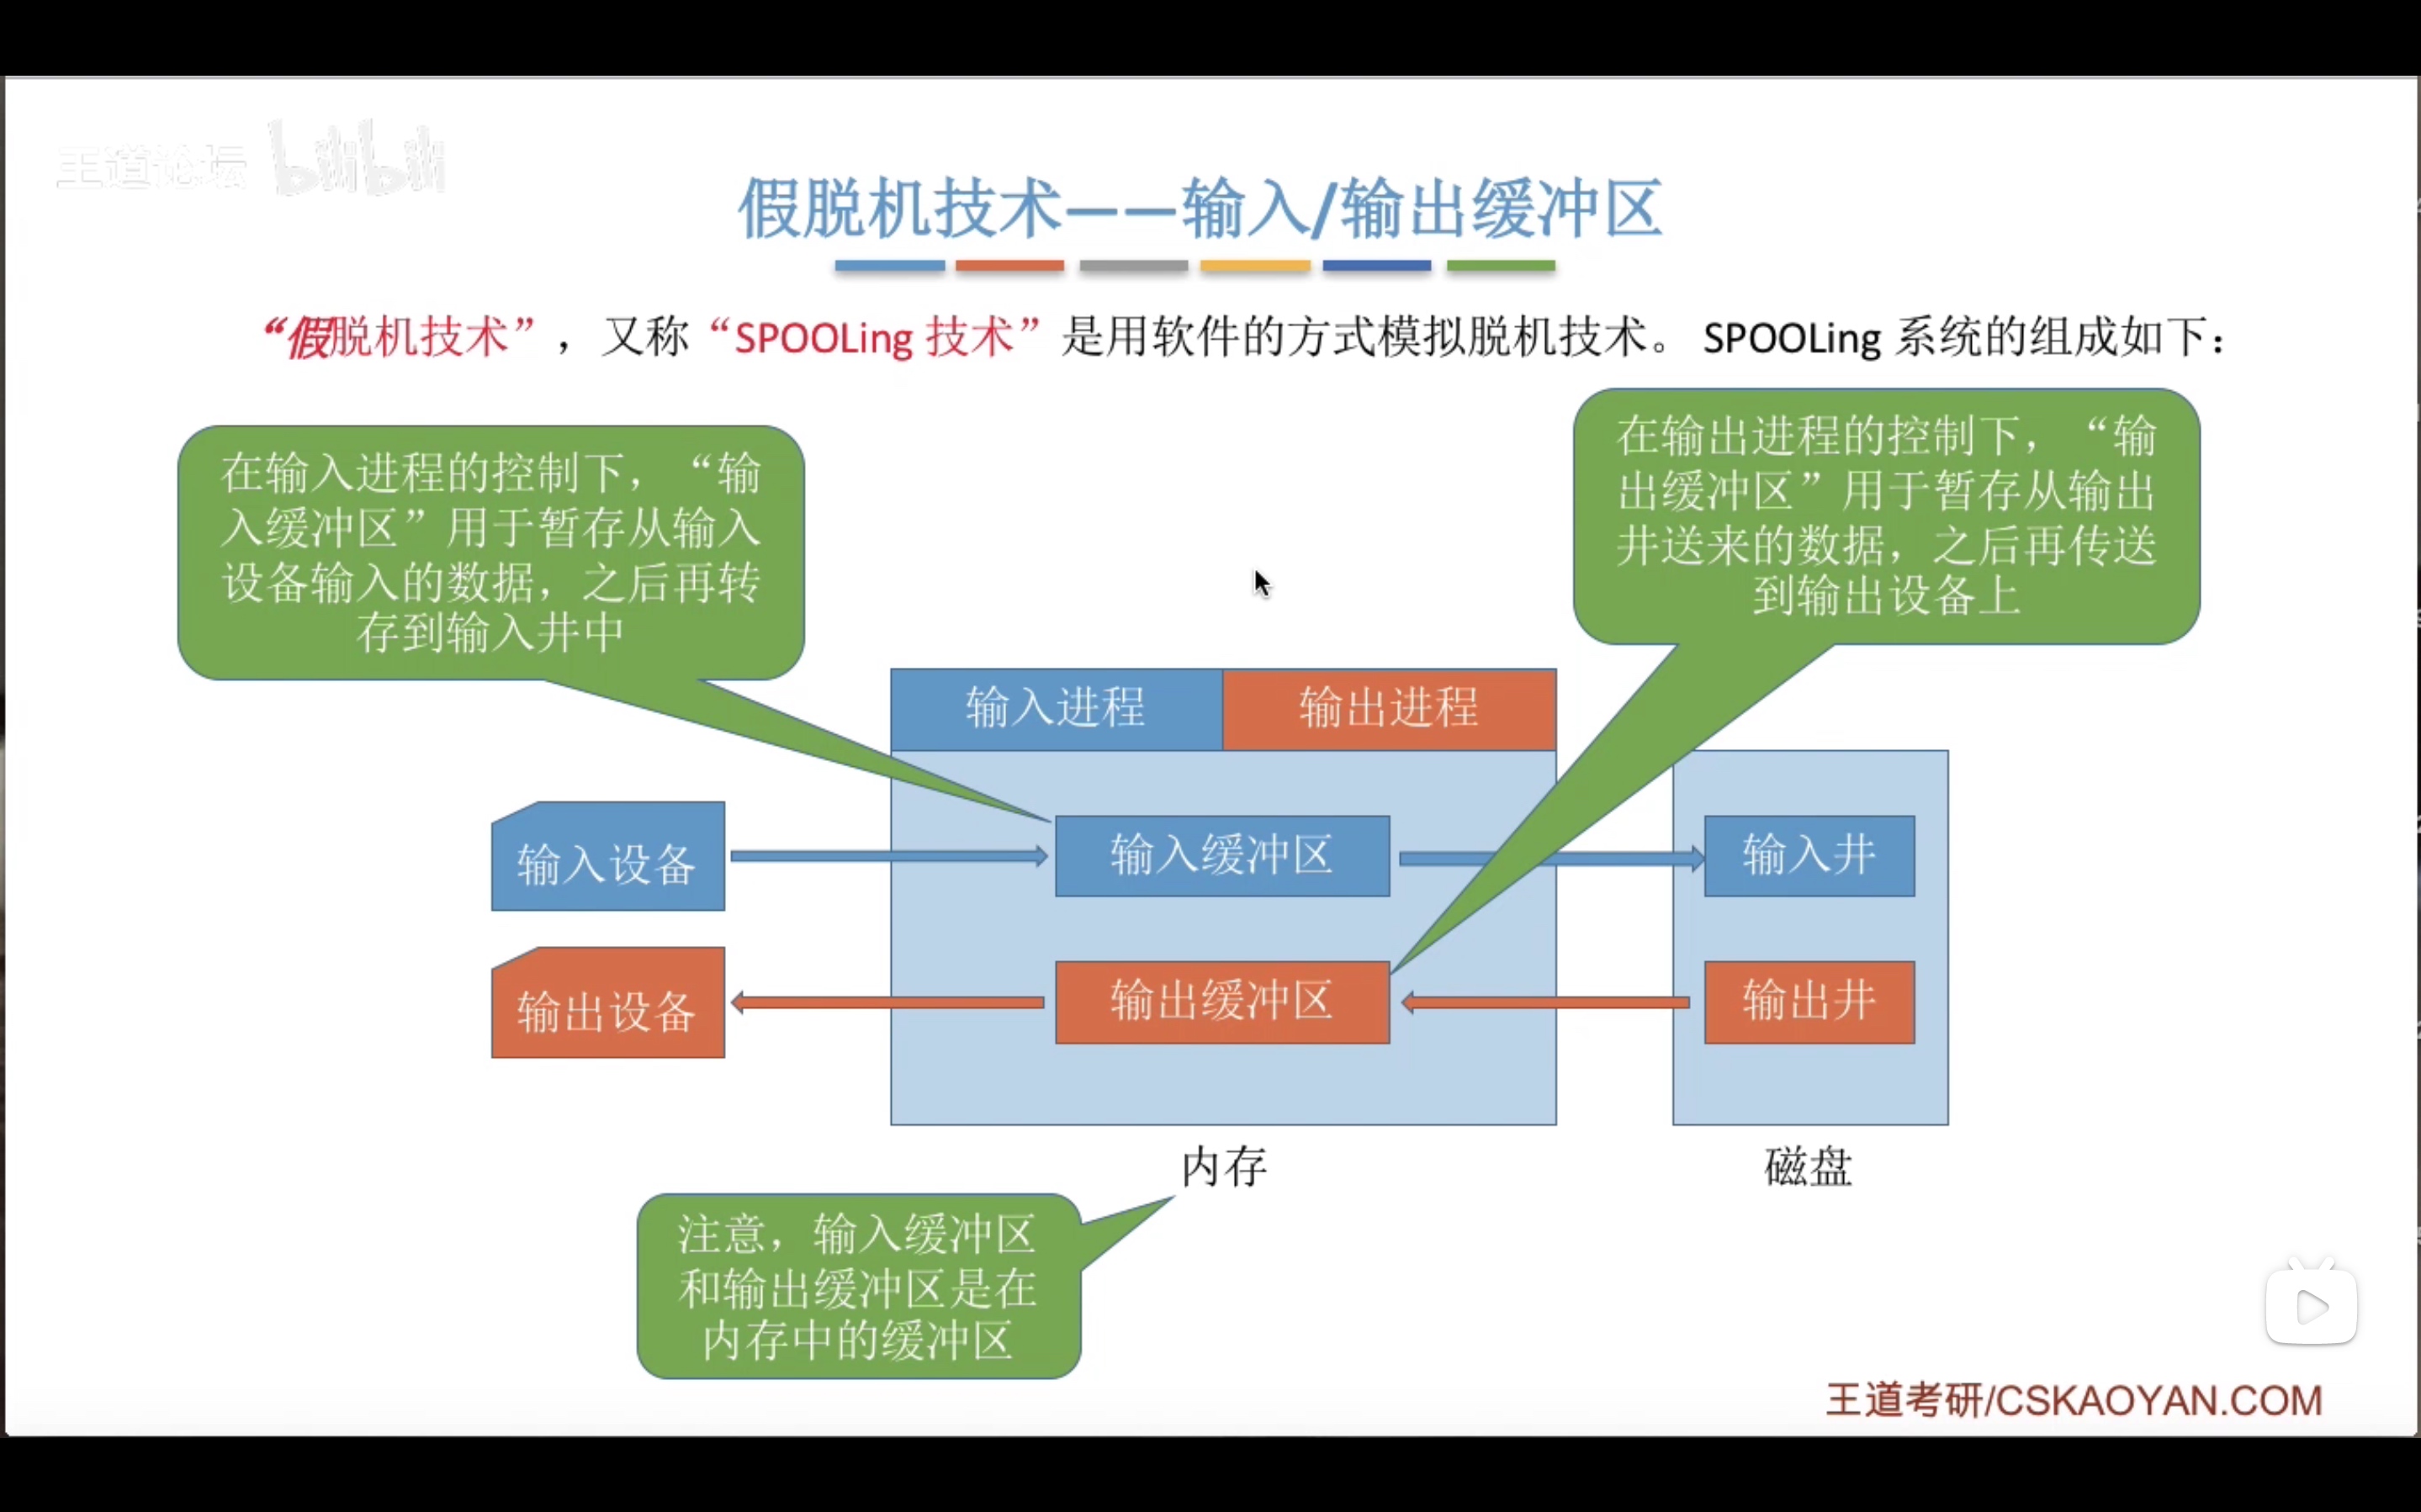 王道论坛 bilibili
假脱机技术——输入/输出缓冲区
“假脱机技术”，又称“SPOOLing 技术”是用软件的方式模拟脱机技术。SPOOLing 系统的组成如下：
在输入进程的控制下，“输
入缓冲区”用于暂存从输入
设备输入的数据，之后再转
存到输入井中
在输出进程的控制下，“输
出缓冲区”用于暂存从输出
井送来的数据，之后再传送
到输出设备上
输入进程
输出进程
输入设备
输入缓冲区
输入井
输出设备
输出缓冲区
输出井
内存
磁盘
注意，输入缓冲区
和输出缓冲区是在
内存中的缓冲区
王道考研/CSKAOYAN.COM